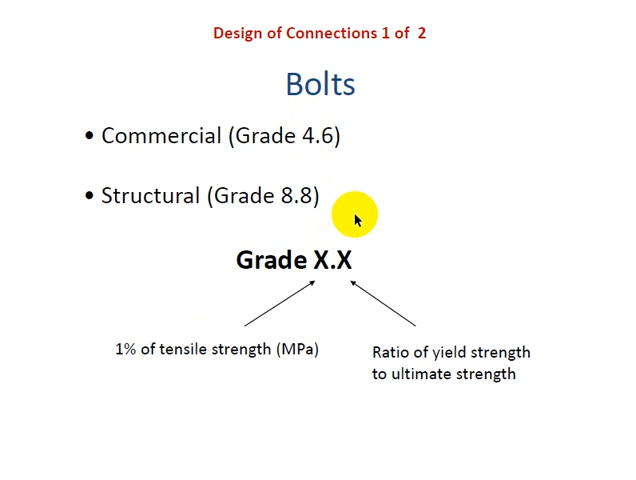 Design of Connections 1 of 2
Bolts
• Commercial (Grade 4.6)
• Structural (Grade 8.8)
Grade X.X
1% of tensile strength (MPa)
Ratio of yield strength
to ultimate strength